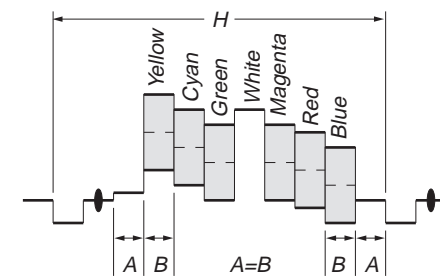 H
Yellow
Cyan
Green
White
Magenta
Red
Blue
A B A=B B A